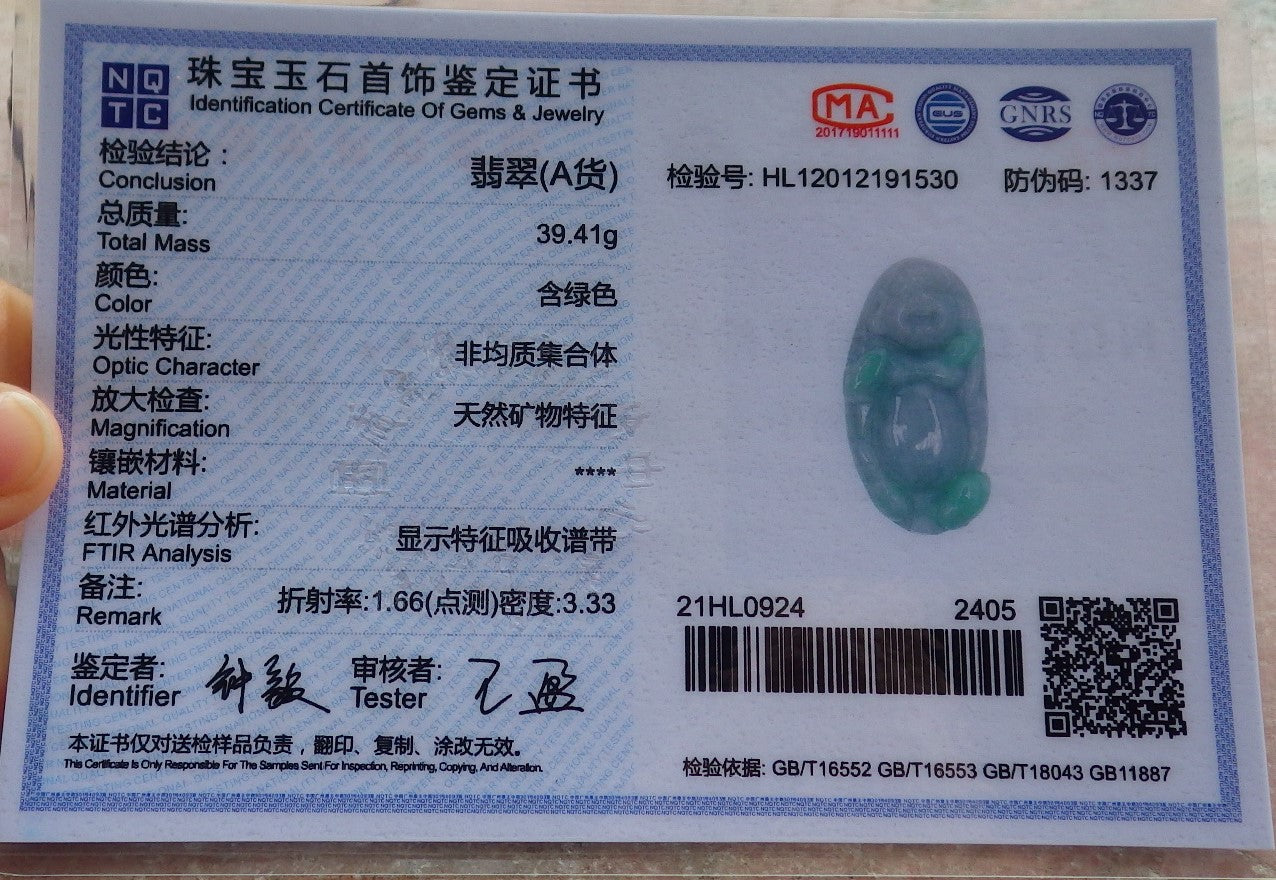 NQ
TC
珠宝玉石首饰鉴定证书
Identification Certificate Of Gems & Jewelry
检验结论：
Conclusion
翡翠(A货)
总质量:
Total Mass
39.41g
颜色:
Color
含绿色
光性特征:
Optic Character
非均质集合体
放大检查:
Magnification
天然矿物特征
镶嵌材料:
Material
****
红外光谱分析:
FTIR Analysis
显示特征吸收谱带
备注:
Remark
折射率:1.66(点测)密度:3.33
鉴定者:
Identifier
审核者:
Tester
本证书仅对送检样品负责，翻印、复制、涂改无效。
This Certificate Is Only Responsible For The Samples Sent For Inspection, Reprinting, Copying, And Alteration.
MA
201719011111
GNRS
检验号: HL12012191530
防伪码: 1337
21HL0924
2405
检验依据: GB/T16552 GB/T16553 GB/T18043 GB11887